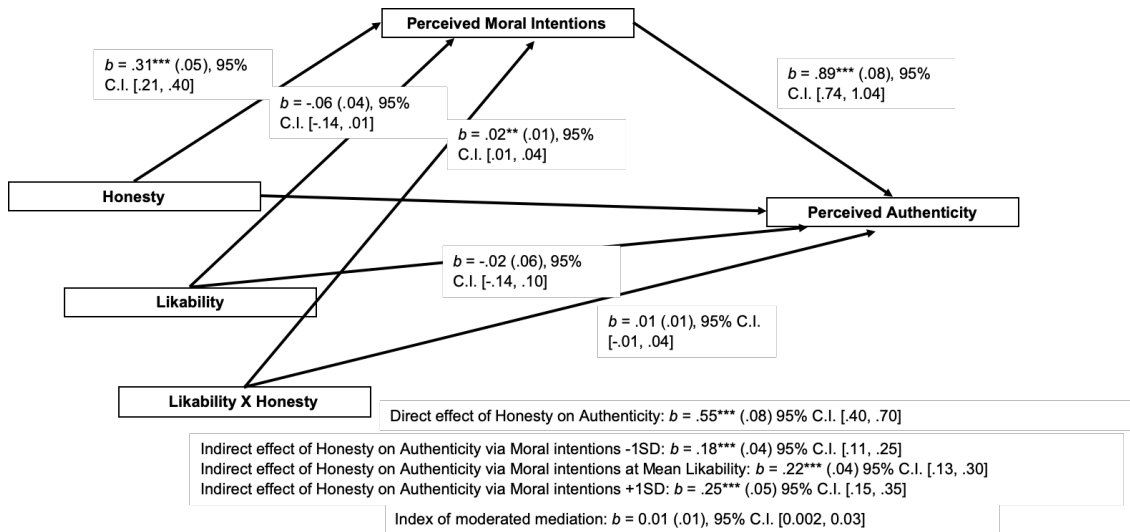 Perceived Moral Intentions
b = .31*** (.05), 95%
C.I. [.21, .40]
b = .89*** (.08), 95%
C.I. [.74, 1.04]
b = -.06 (.04), 95%
C.I. [-.14, .01]
b = .02** (.01), 95%
C.I. [.01, .04]
Honesty
Perceived Authenticity
b = -.02 (.06), 95%
C.I. [-.14, .10]
Likability
b = .01 (.01), 95% C.I.
[-.01, .04]
Likability X Honesty
Direct effect of Honesty on Authenticity: b = .55*** (.08) 95% C.I. [.40, .70]
Indirect effect of Honesty on Authenticity via Moral intentions -1SD: b = .18*** (.04) 95% C.I. [.11, .25]
Indirect effect of Honesty on Authenticity via Moral intentions at Mean Likability: b = .22*** (.04) 95% C.I. [.13, .30]
Indirect effect of Honesty on Authenticity via Moral intentions +1SD: b = .25*** (.05) 95% C.I. [.15, .35]
Index of moderated mediation: b = 0.01 (.01), 95% C.I. [0.002, 0.03]